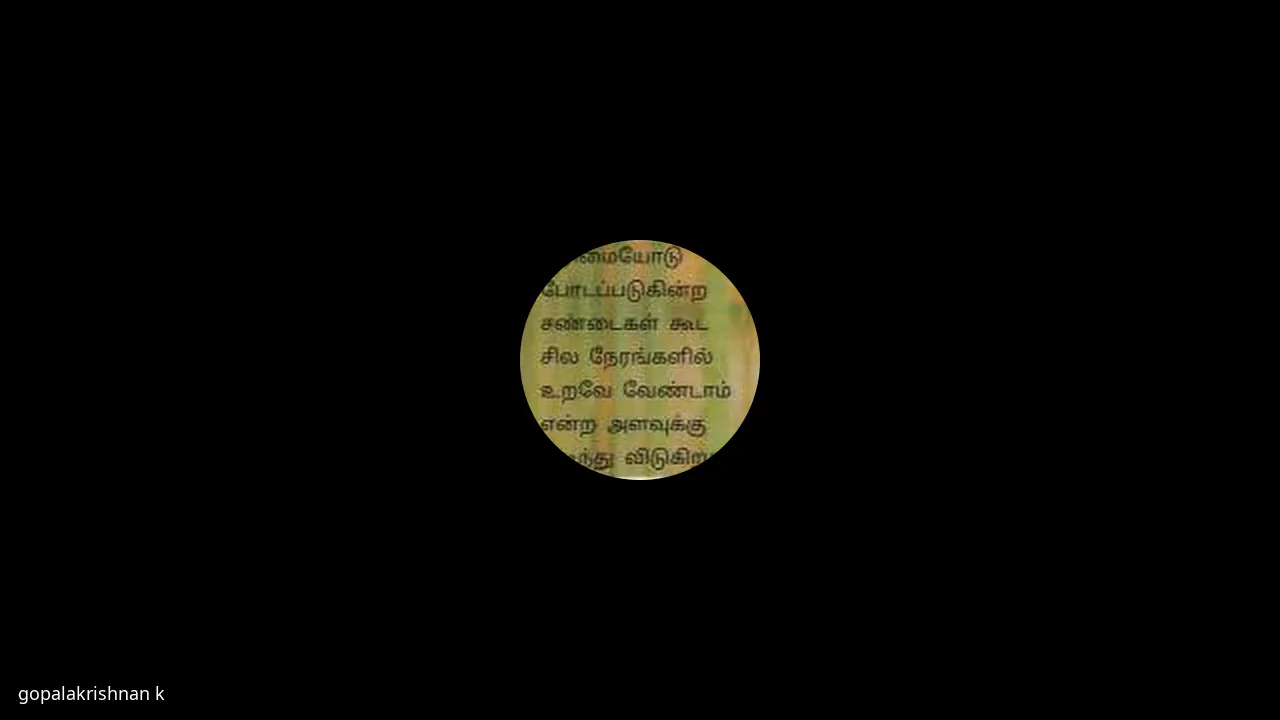 போடப்படுகின்ற
சண்டைகள் கூட
சில நேரங்களில்
உறவே வேண்டாம்
என்ற அளவுக்கு
gopalakrishnan k